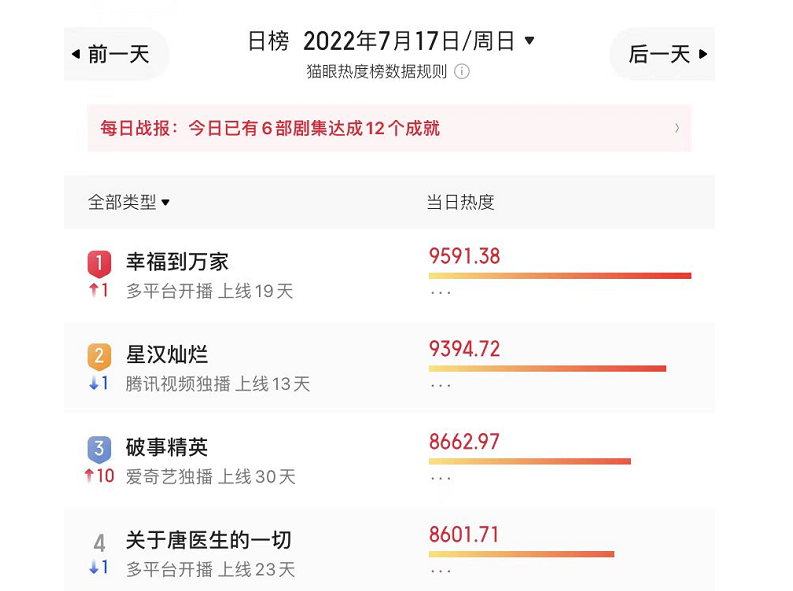 ◀ 前一天
日榜 2022年7月17日/周日 ▼
后一天 ▶
猫眼热度榜数据规则 ⓘ
每日战报：今日已有6部剧集达成12个成就 〉
全部类型▼ 当日热度
1 幸福到万家 9591.38
↑1 多平台开播 上线19天 ...
2 星汉灿烂 9394.72
↓1 腾讯视频独播 上线13天 ...
3 破事精英 8662.97
↑10 爱奇艺独播 上线30天 ...
4 关于唐医生的一切 8601.71
↓1 多平台开播 上线23天 ...